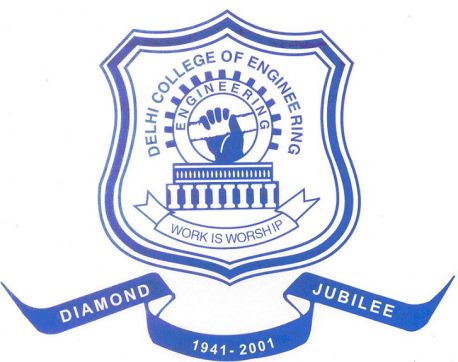 DELHI COLLEGE OF ENGINEERING
ENGINEERING
WORK IS WORSHIP
DIAMOND
JUBILEE
1941-2001